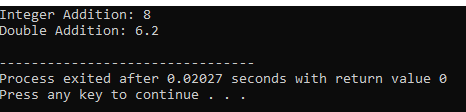 Integer Addition: 8
Double Addition: 6.2
--------------------------------
Process exited after 0.02027 seconds with return value 0
Press any key to continue . . .